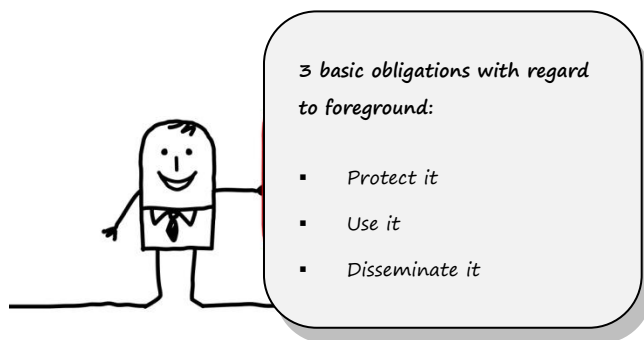 3 basic obligations with regard
to foreground:
▪ Protect it
▪ Use it
▪ Disseminate it